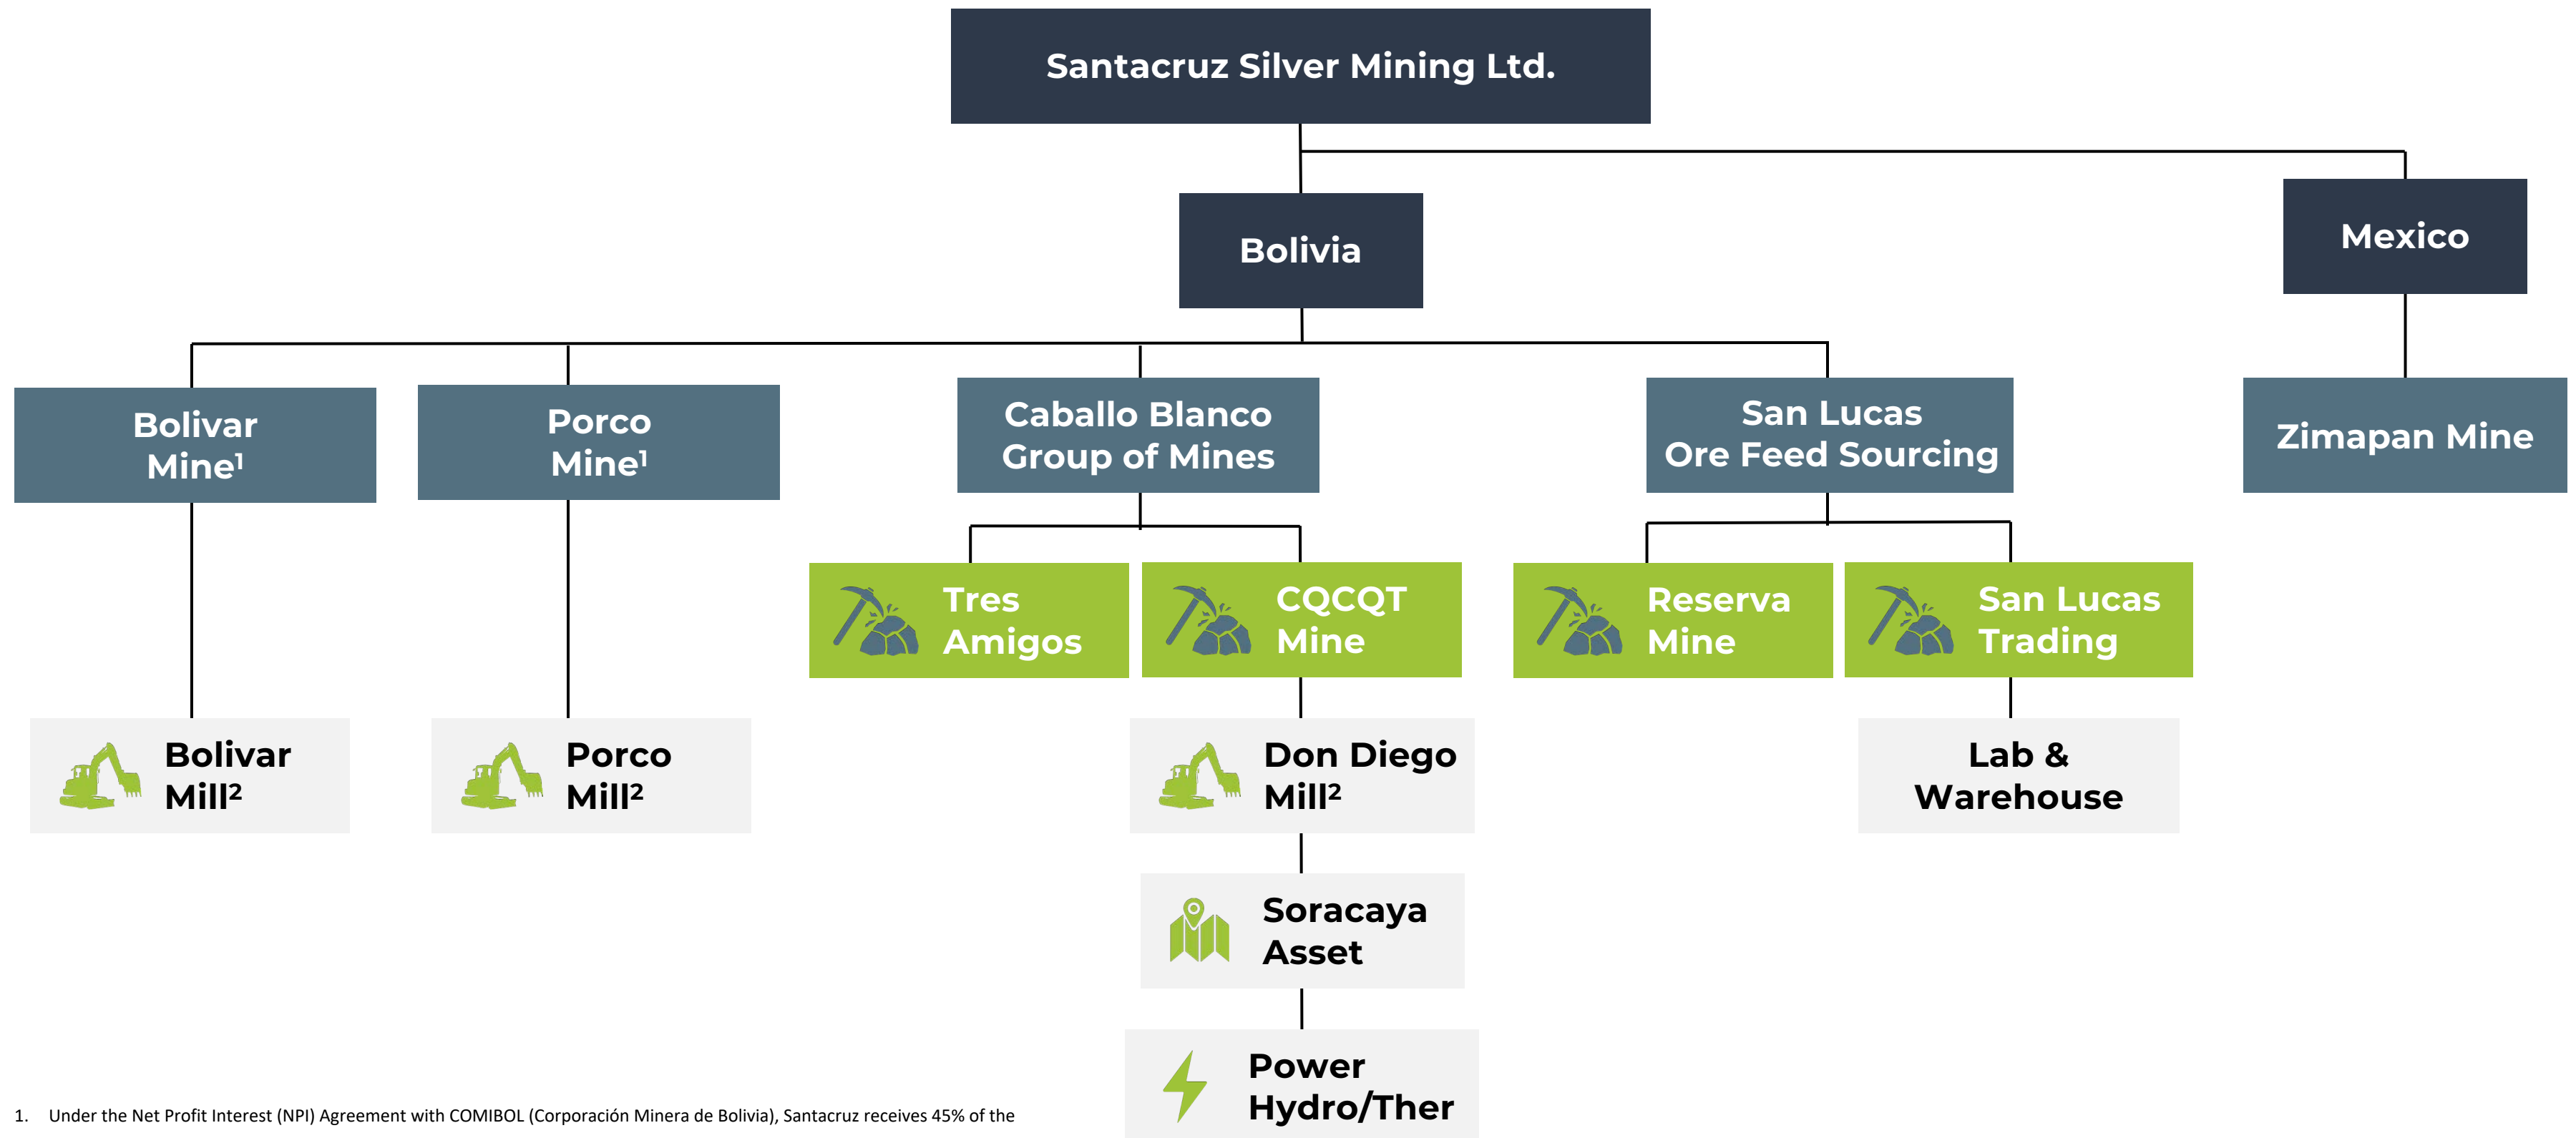 Santacruz Silver Mining Ltd.
Bolivia
Mexico
Bolivar
Mine¹
Porco
Mine¹
Caballo Blanco
Group of Mines
San Lucas
Ore Feed Sourcing
Zimapan Mine
Tres
Amigos
CQCQT
Mine
Reserva
Mine
San Lucas
Trading
Bolivar
Mill²
Porco
Mill²
Don Diego
Mill²
Lab &
Warehouse
Soracaya
Asset
Power
Hydro/Ther
1. Under the Net Profit Interest (NPI) Agreement with COMIBOL (Corporación Minera de Bolivia), Santacruz receives 45% of the